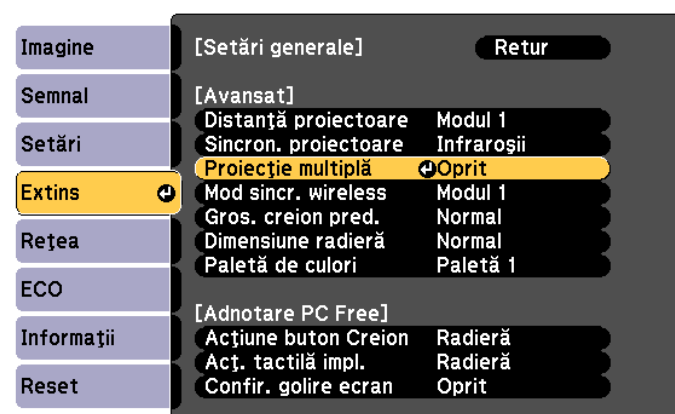 Imagine
Semnal
Setări
Extins
Reţea
ECO
Informaţii
Reset
[Setări generale] Retur
[Avansat]
Distanţă proiectoare Modul 1
Sincron. proiectoare Infraroşii
Proiecţie multiplă Oprit
Mod sincr. wireless Modul 1
Gros. creion pred. Normal
Dimensiune radieră Normal
Paletă de culori Paletă 1
[Adnotare PC Free]
Acţiune buton Creion Radieră
Acţ. tactilă impl. Radieră
Confir. golire ecran Oprit